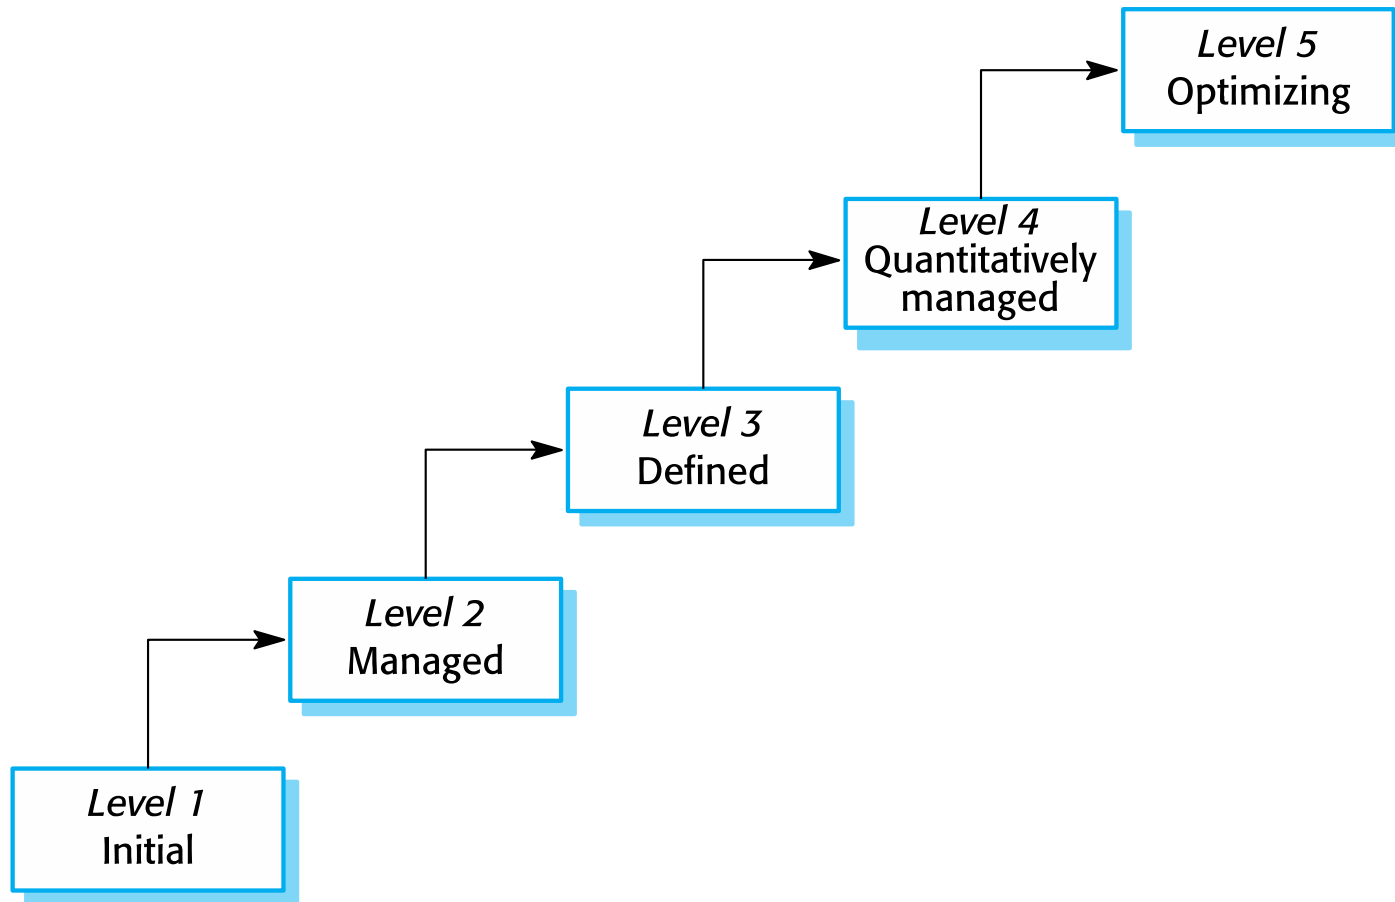 Level 5
Optimizing
Level 4
Quantitatively
managed
Level 3
Defined
Level 2
Managed
Level 1
Initial